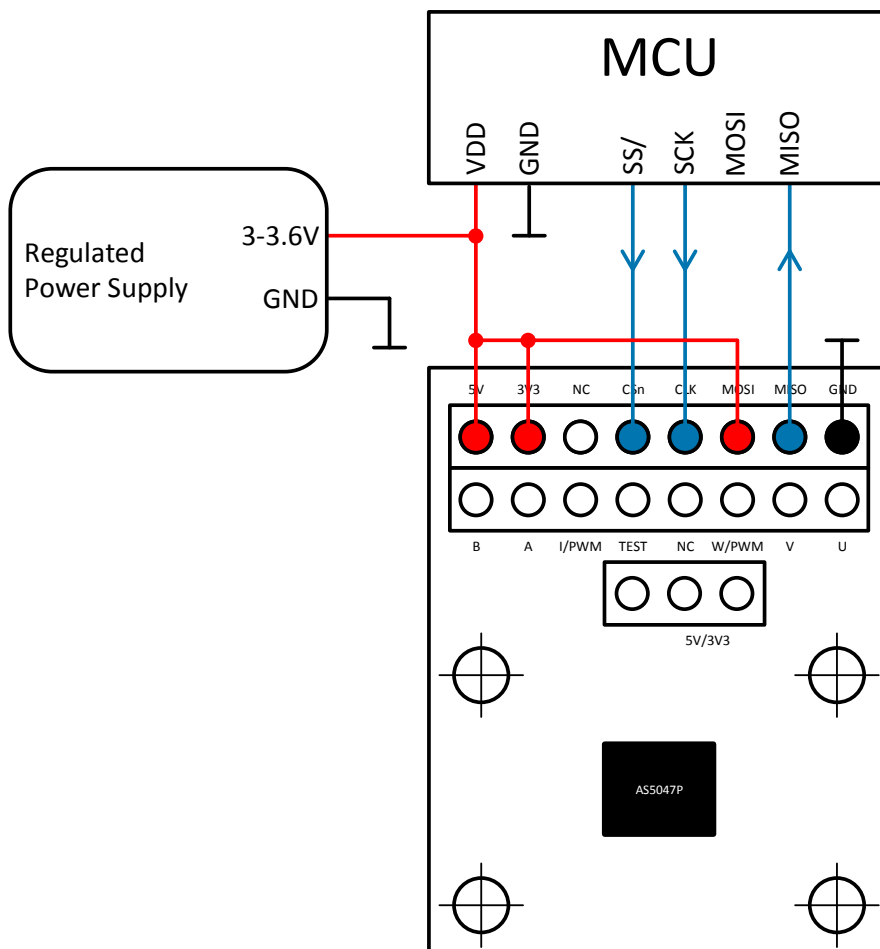 MCU
VDD
GND
SS/
SCK
MOSI
MISO
Regulated
Power Supply
3-3.6V
GND
5V 3V3 NC CSn CLK MOSI MISO GND
B A I/PWM TEST NC W/PWM V U
5V/3V3
AS5047P